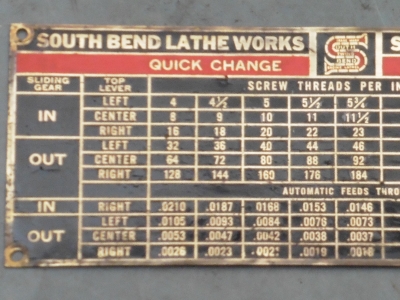 SOUTH BEND LATHE WORKS S
QUICK CHANGE
SLIDING GEAR TOP LEVER SCREW THREADS PER IN
LEFT 4 4½ 5 5½ 5¾
IN CENTER 8 9 10 11 11½
RIGHT 16 18 20 22 23
LEFT 32 36 40 44 46
OUT CENTER 64 72 80 88 92
RIGHT 128 144 160 176 184
AUTOMATIC FEEDS THRO
IN RIGHT .0210 .0187 .0168 .0153 .0146
LEFT .0105 .0093 .0084 .0076 .0073
OUT CENTER .0053 .0047 .0042 .0038 .0037
RIGHT .0026 .0023 .0021 .0019 .0018